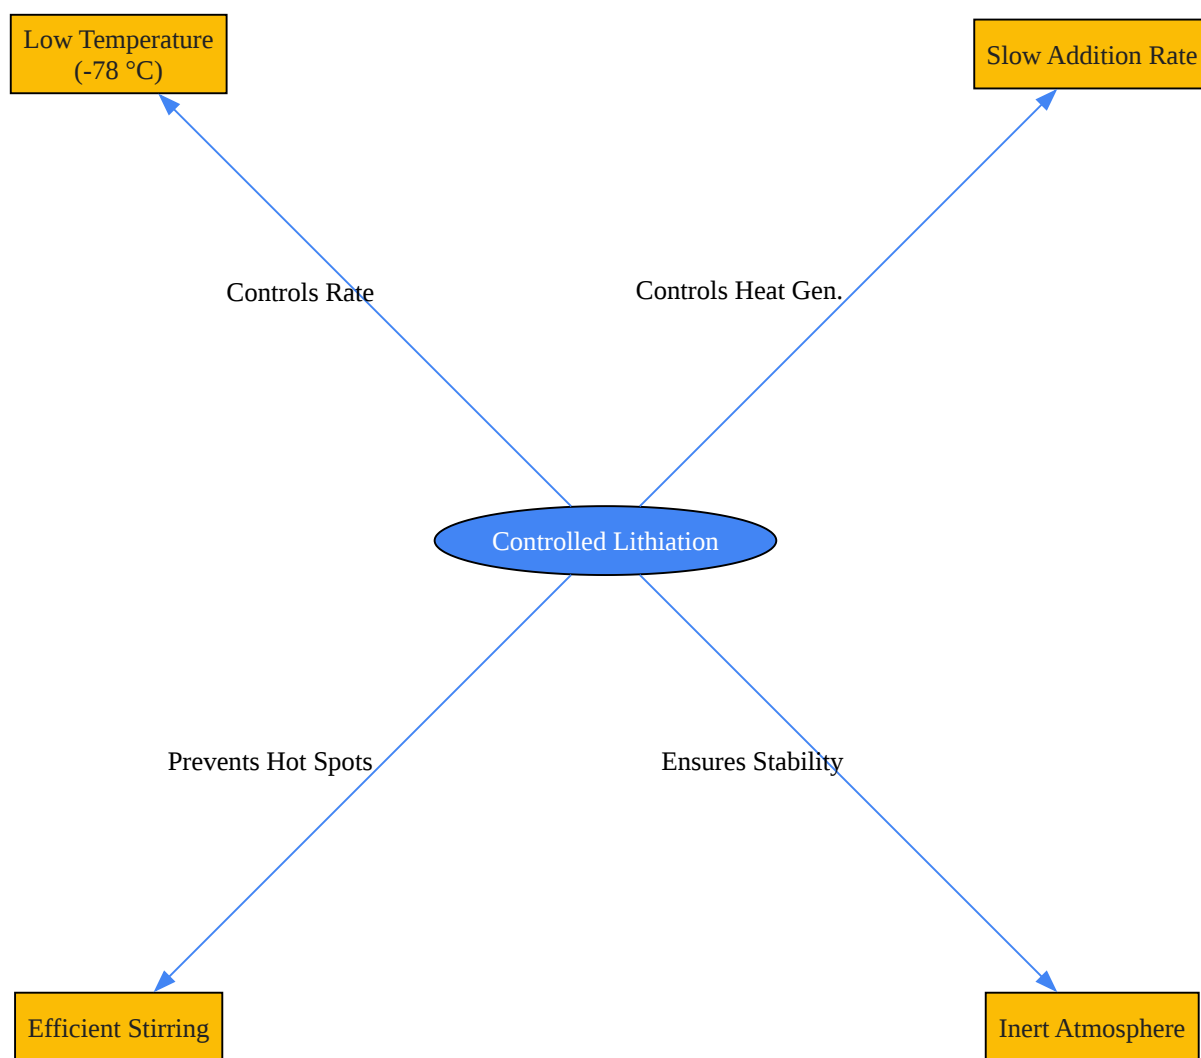 Low Temperature
(-78 °C)
Slow Addition Rate
Controls Rate
Controls Heat Gen.
Controlled Lithiation
Prevents Hot Spots
Ensures Stability
Efficient Stirring
Inert Atmosphere